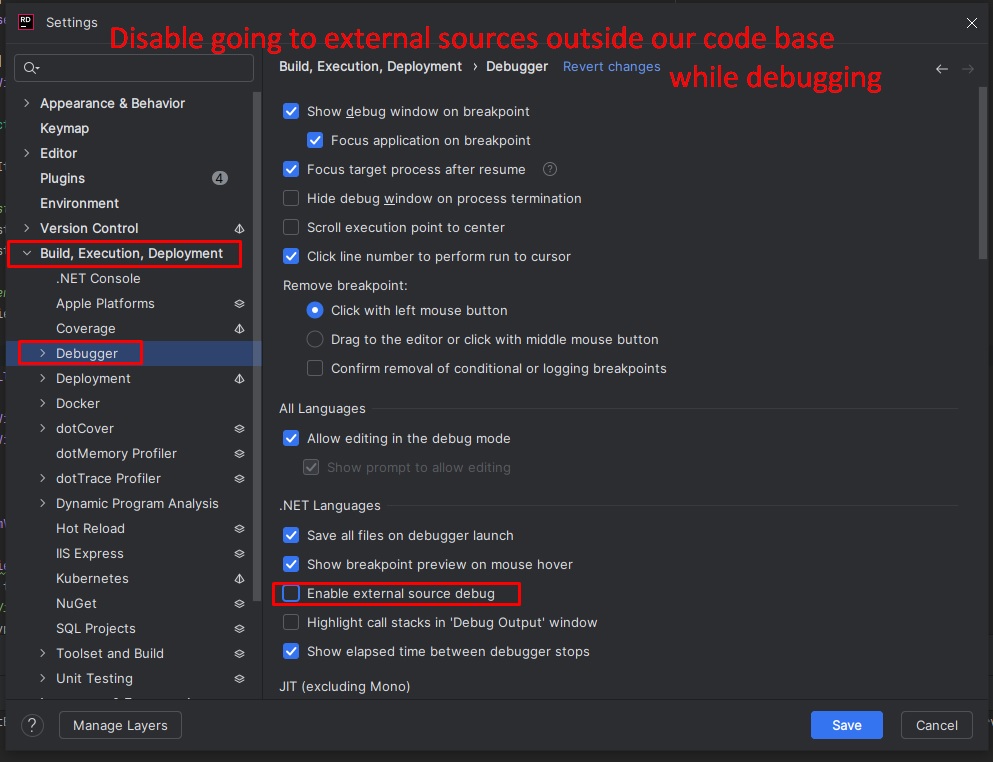 RD
Settings
Disable going to external sources outside our code base
while debugging
Build, Execution, Deployment › Debugger Revert changes
Appearance & Behavior
Keymap
Editor
Plugins 4
Environment
Version Control
Build, Execution, Deployment
.NET Console
Apple Platforms
Coverage
Debugger
Deployment
Docker
dotCover
dotMemory Profiler
dotTrace Profiler
Dynamic Program Analysis
Hot Reload
IIS Express
Kubernetes
NuGet
SQL Projects
Toolset and Build
Unit Testing
Show debug window on breakpoint
Focus application on breakpoint
Focus target process after resume ?
Hide debug window on process termination
Scroll execution point to center
Click line number to perform run to cursor
Remove breakpoint:
Click with left mouse button
Drag to the editor or click with middle mouse button
Confirm removal of conditional or logging breakpoints
All Languages
Allow editing in the debug mode
Show prompt to allow editing
.NET Languages
Save all files on debugger launch
Show breakpoint preview on mouse hover
Enable external source debug
Highlight call stacks in 'Debug Output' window
Show elapsed time between debugger stops
JIT (excluding Mono)
? Manage Layers Save Cancel